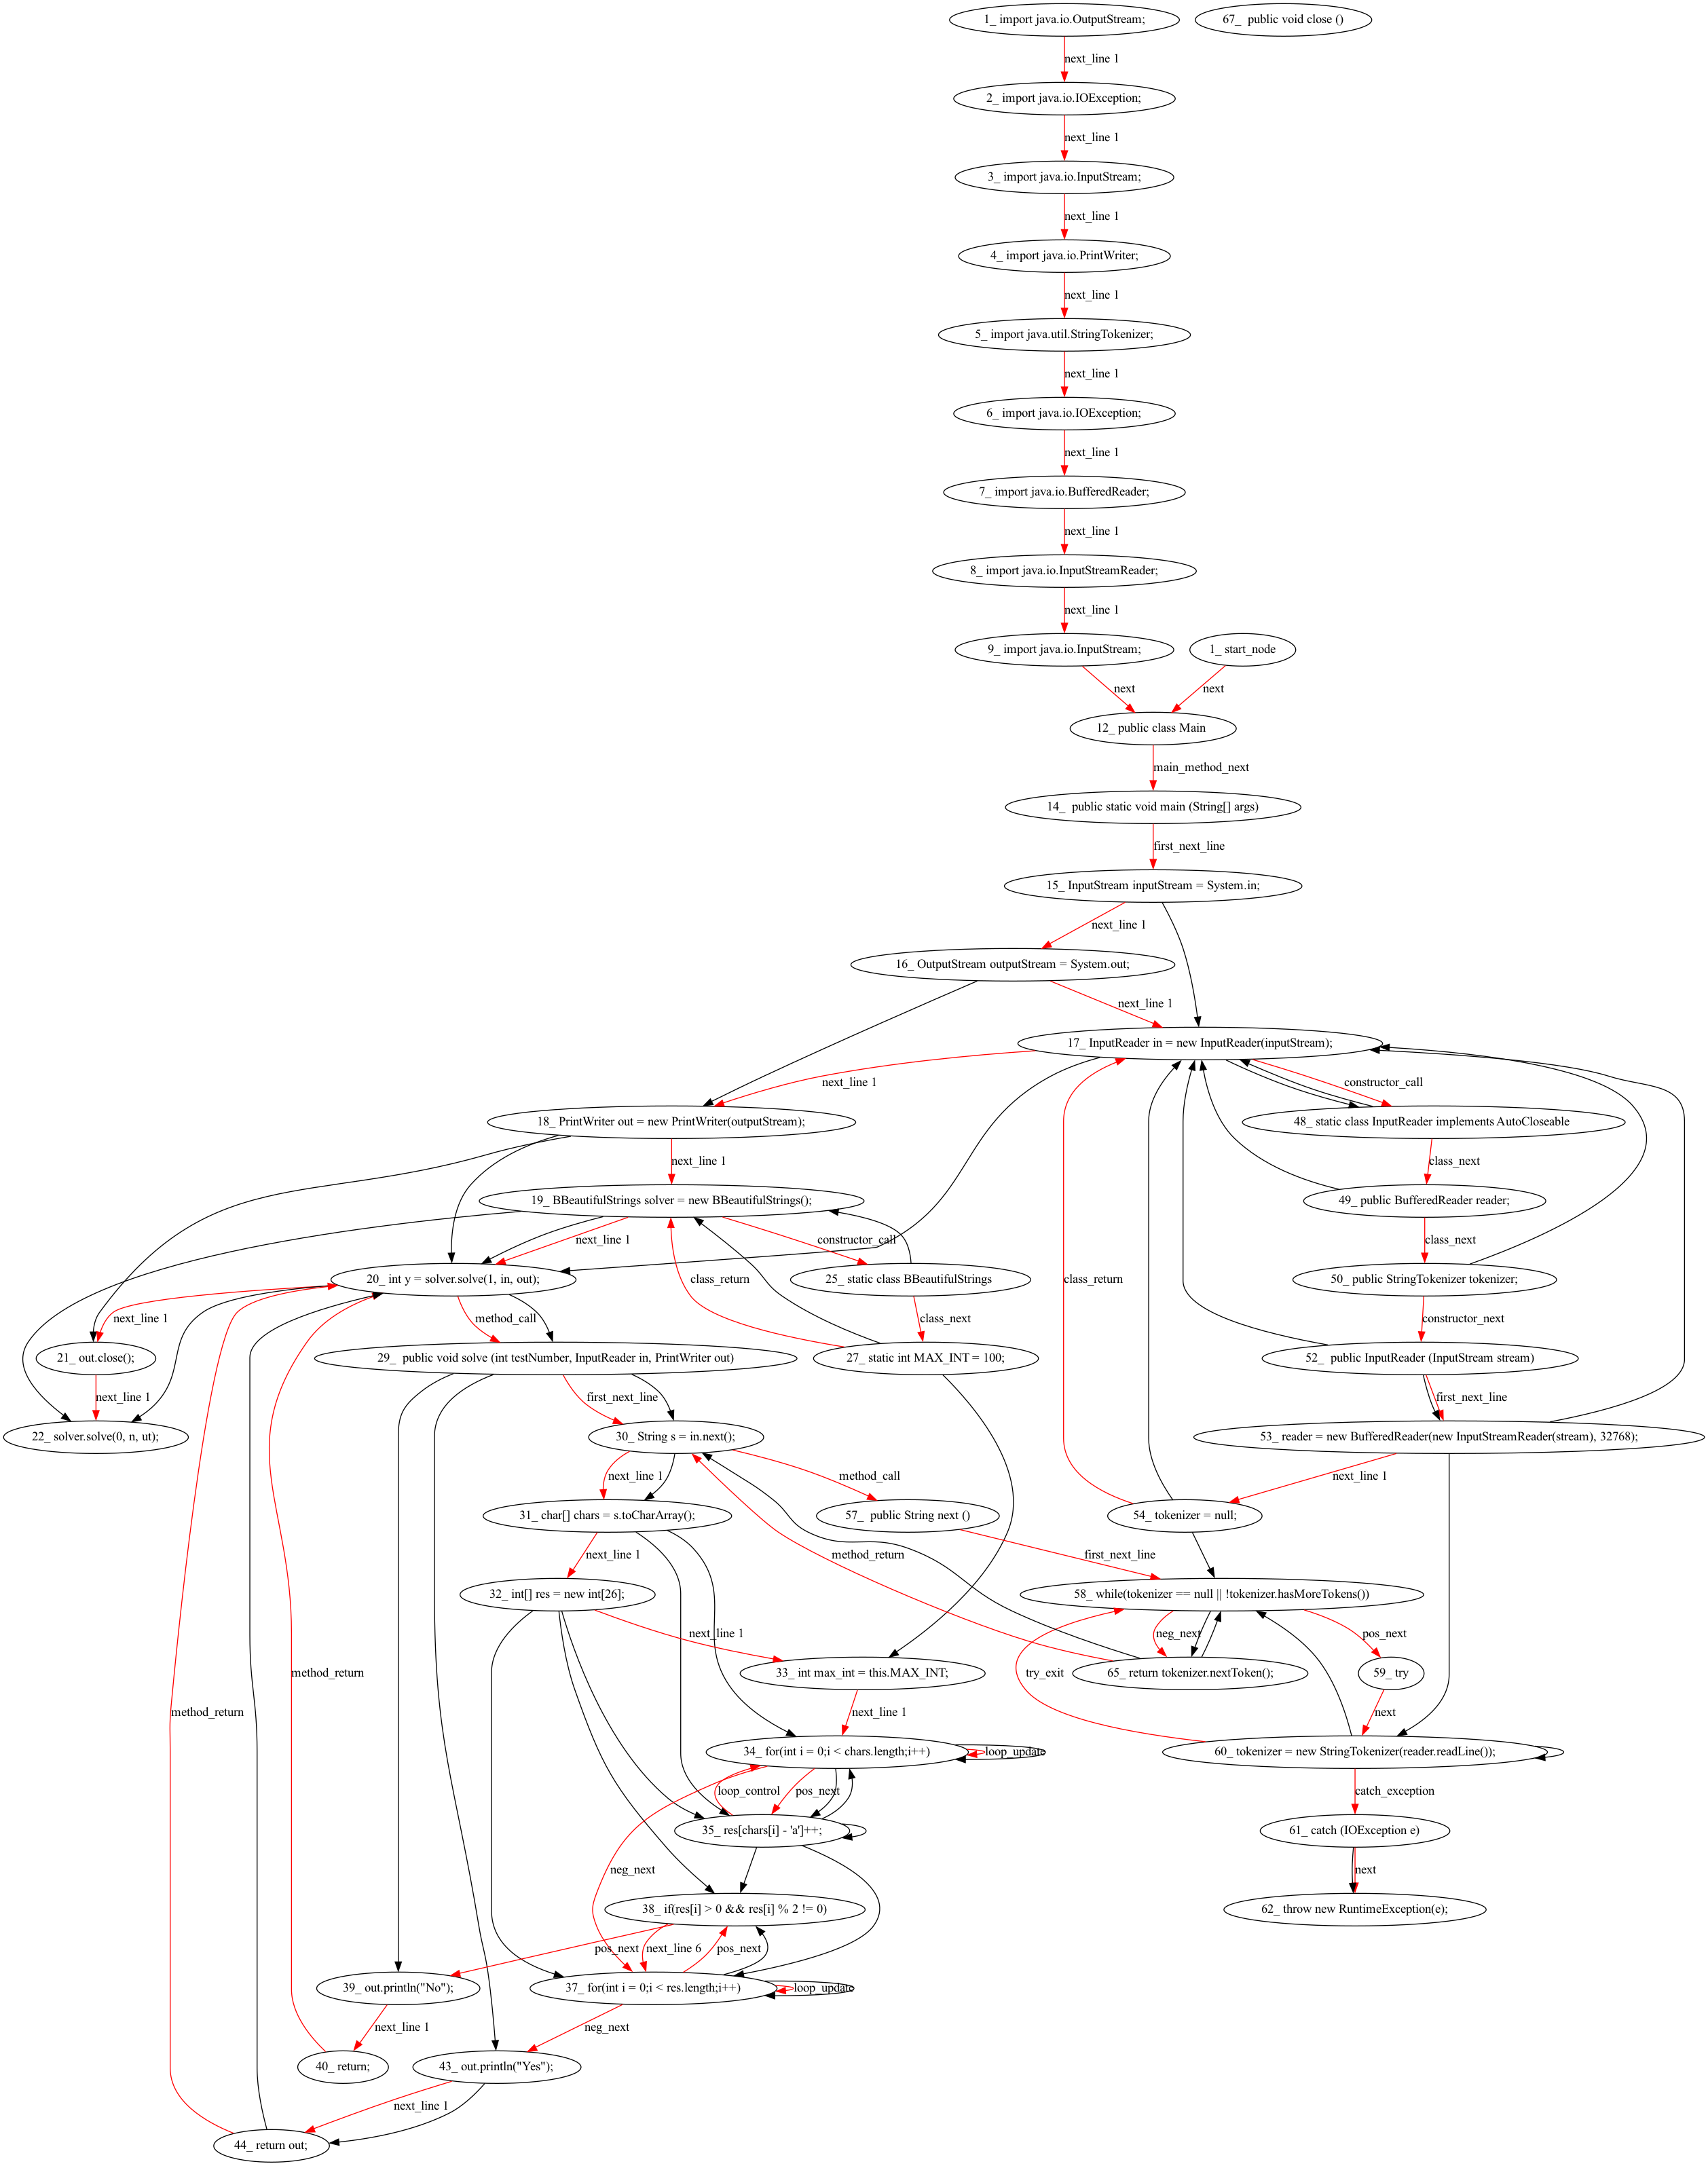 1_ import java.io.OutputStream;
67_  public void close ()
next_line 1
2_ import java.io.IOException;
next_line 1
3_ import java.io.InputStream;
next_line 1
4_ import java.io.PrintWriter;
next_line 1
5_ import java.util.StringTokenizer;
next_line 1
6_ import java.io.IOException;
next_line 1
7_ import java.io.BufferedReader;
next_line 1
8_ import java.io.InputStreamReader;
next_line 1
9_ import java.io.InputStream;
1_ start_node
next
next
12_ public class Main
main_method_next
14_  public static void main (String[] args)
first_next_line
15_ InputStream inputStream = System.in;
next_line 1
16_ OutputStream outputStream = System.out;
next_line 1
17_ InputReader in = new InputReader(inputStream);
next_line 1
constructor_call
18_ PrintWriter out = new PrintWriter(outputStream);
48_ static class InputReader implements AutoCloseable
next_line 1
class_next
19_ BBeautifulStrings solver = new BBeautifulStrings();
49_ public BufferedReader reader;
next_line 1
constructor_call
class_next
20_ int y = solver.solve(1, in, out);
25_ static class BBeautifulStrings
50_ public StringTokenizer tokenizer;
class_return
class_return
next_line 1
method_call
class_next
constructor_next
21_ out.close();
29_  public void solve (int testNumber, InputReader in, PrintWriter out)
27_ static int MAX_INT = 100;
52_  public InputReader (InputStream stream)
next_line 1
first_next_line
first_next_line
22_ solver.solve(0, n, ut);
30_ String s = in.next();
53_ reader = new BufferedReader(new InputStreamReader(stream), 32768);
next_line 1
method_call
next_line 1
31_ char[] chars = s.toCharArray();
57_  public String next ()
54_ tokenizer = null;
next_line 1
method_return
first_next_line
32_ int[] res = new int[26];
58_ while(tokenizer == null || !tokenizer.hasMoreTokens())
next_line 1
neg_next
pos_next
method_return
33_ int max_int = this.MAX_INT;
try_exit
65_ return tokenizer.nextToken();
59_ try
method_return
next_line 1
next
34_ for(int i = 0;i < chars.length;i++)
loop_update
60_ tokenizer = new StringTokenizer(reader.readLine());
loop_control
pos_next
catch_exception
35_ res[chars[i] - 'a']++;
61_ catch (IOException e)
neg_next
next
38_ if(res[i] > 0 && res[i] % 2 != 0)
62_ throw new RuntimeException(e);
pos_next
next_line 6
pos_next
39_ out.println("No");
37_ for(int i = 0;i < res.length;i++)
loop_update
next_line 1
neg_next
40_ return;
43_ out.println("Yes");
next_line 1
44_ return out;